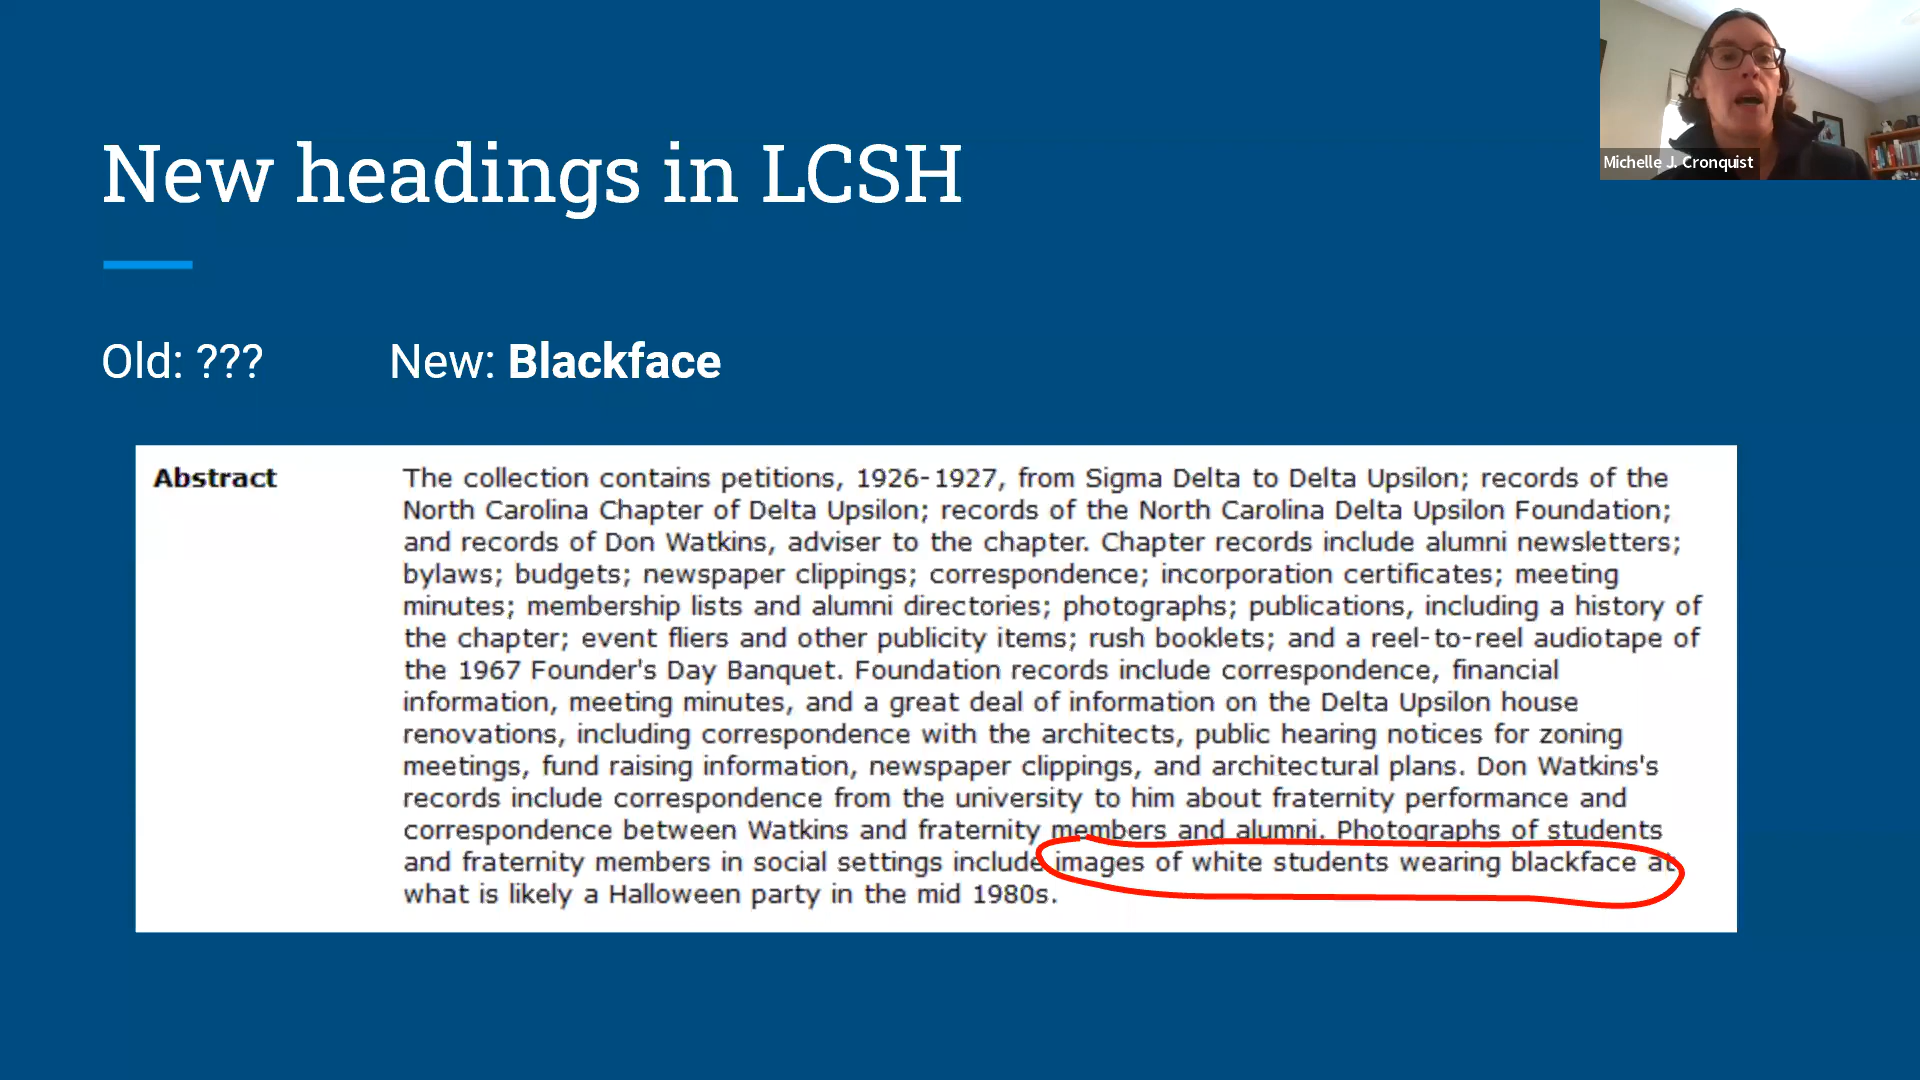 New headings in LCSH
Michelle J. Cronquist
Old: ??? New: Blackface
Abstract
The collection contains petitions, 1926-1927, from Sigma Delta to Delta Upsilon; records of the
North Carolina Chapter of Delta Upsilon; records of the North Carolina Delta Upsilon Foundation;
and records of Don Watkins, adviser to the chapter. Chapter records include alumni newsletters;
bylaws; budgets; newspaper clippings; correspondence; incorporation certificates; meeting
minutes; membership lists and alumni directories; photographs; publications, including a history of
the chapter; event fliers and other publicity items; rush booklets; and a reel-to-reel audiotape of
the 1967 Founder's Day Banquet. Foundation records include correspondence, financial
information, meeting minutes, and a great deal of information on the Delta Upsilon house
renovations, including correspondence with the architects, public hearing notices for zoning
meetings, fund raising information, newspaper clippings, and architectural plans. Don Watkins's
records include correspondence from the university to him about fraternity performance and
correspondence between Watkins and fraternity members and alumni. Photographs of students
and fraternity members in social settings include images of white students wearing blackface at
what is likely a Halloween party in the mid 1980s.